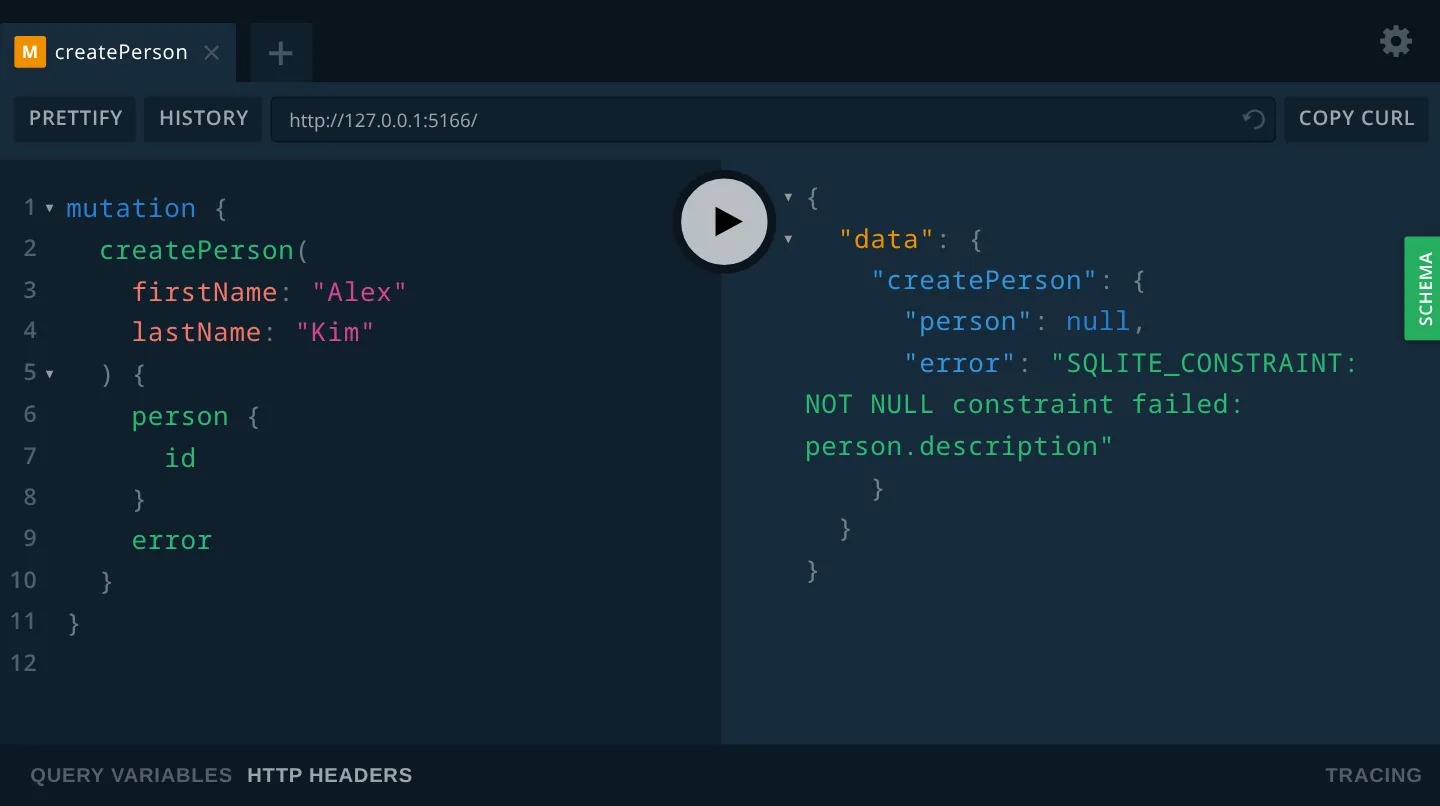 M createPerson × +
PRETTIFY HISTORY http://127.0.0.1:5166/ COPY CURL
1 mutation {
2 createPerson(
3 firstName: "Alex"
4 lastName: "Kim"
5 ) {
6 person {
7 id
8 }
9 error
10 }
11 }
12
{
"data": {
"createPerson": {
"person": null,
"error": "SQLITE_CONSTRAINT:
NOT NULL constraint failed:
person.description"
}
}
}
SCHEMA
QUERY VARIABLES HTTP HEADERS TRACING